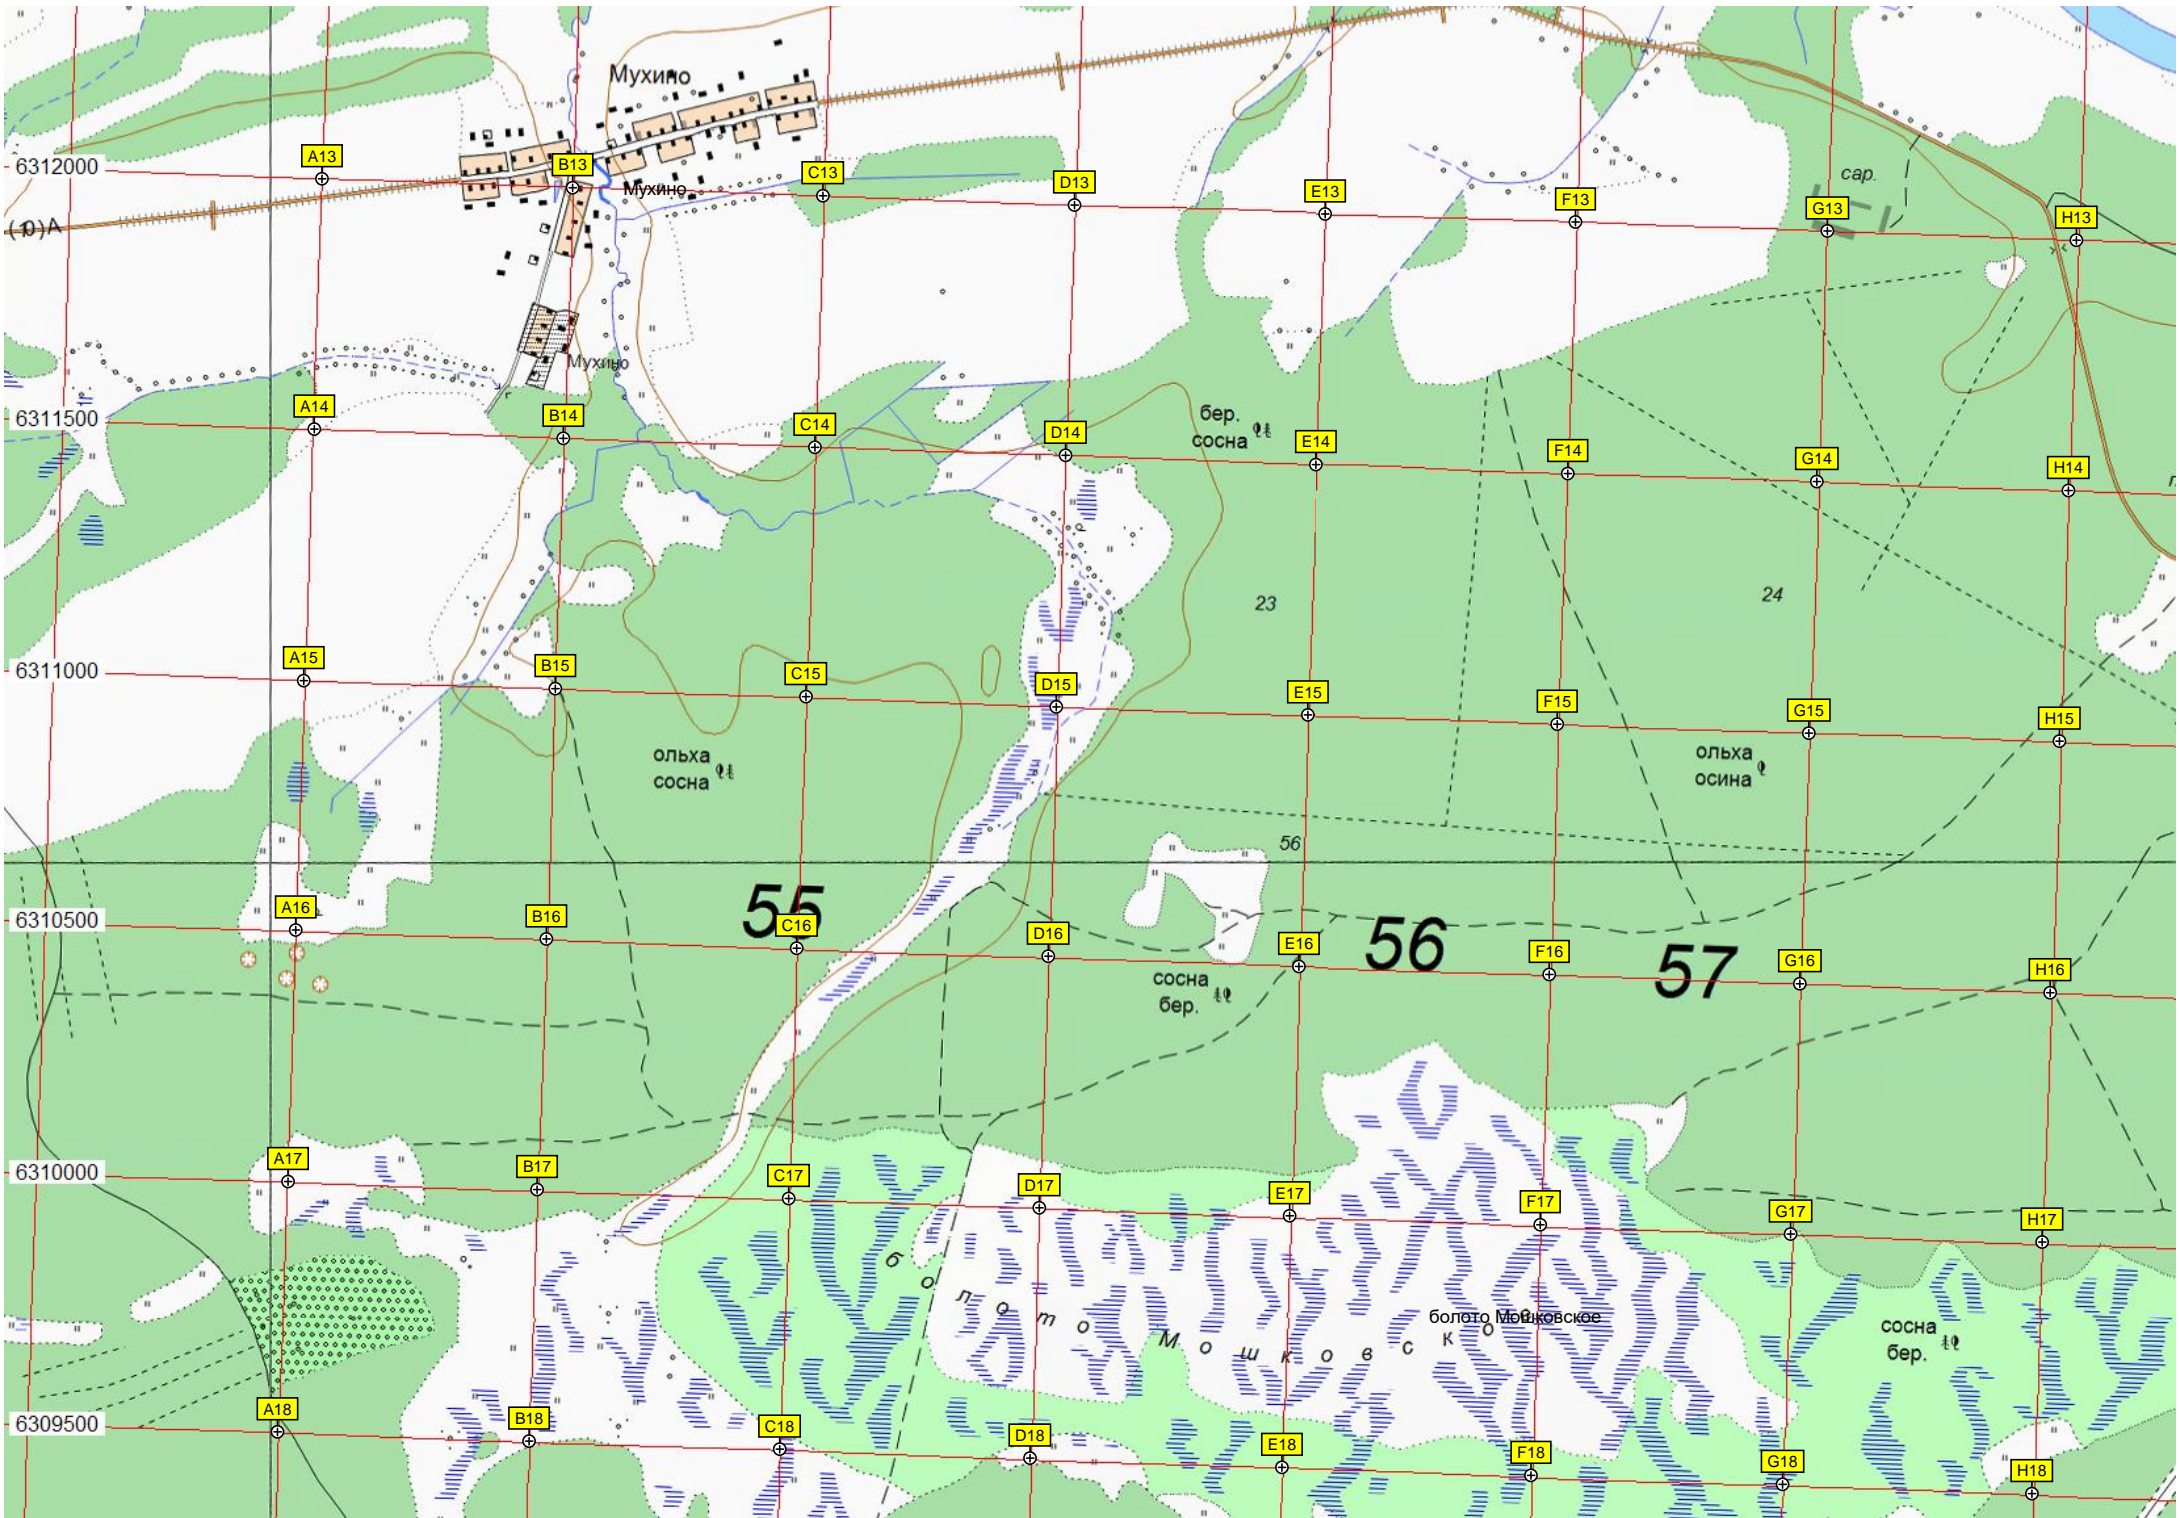 Мухино
A13
B13
C13
D13
E13
F13
G13
H13
6312000
Мухино
сар.
(10)А
Мухино
A14
B14
C14
D14
E14
F14
G14
H14
6311500
бер.
сосна
г
г
23
24
A15
B15
C15
D15
E15
F15
G15
H15
6311000
ольха
сосна
ольха
осина
56
55
56
57
A16
B16
C16
D16
E16
F16
G16
H16
6310500
сосна
бер.
A17
B17
C17
D17
E17
F17
G17
H17
6310000
болото Мошковское
болото Мошковское
сосна
бер.
A18
B18
C18
D18
E18
F18
G18
H18
6309500